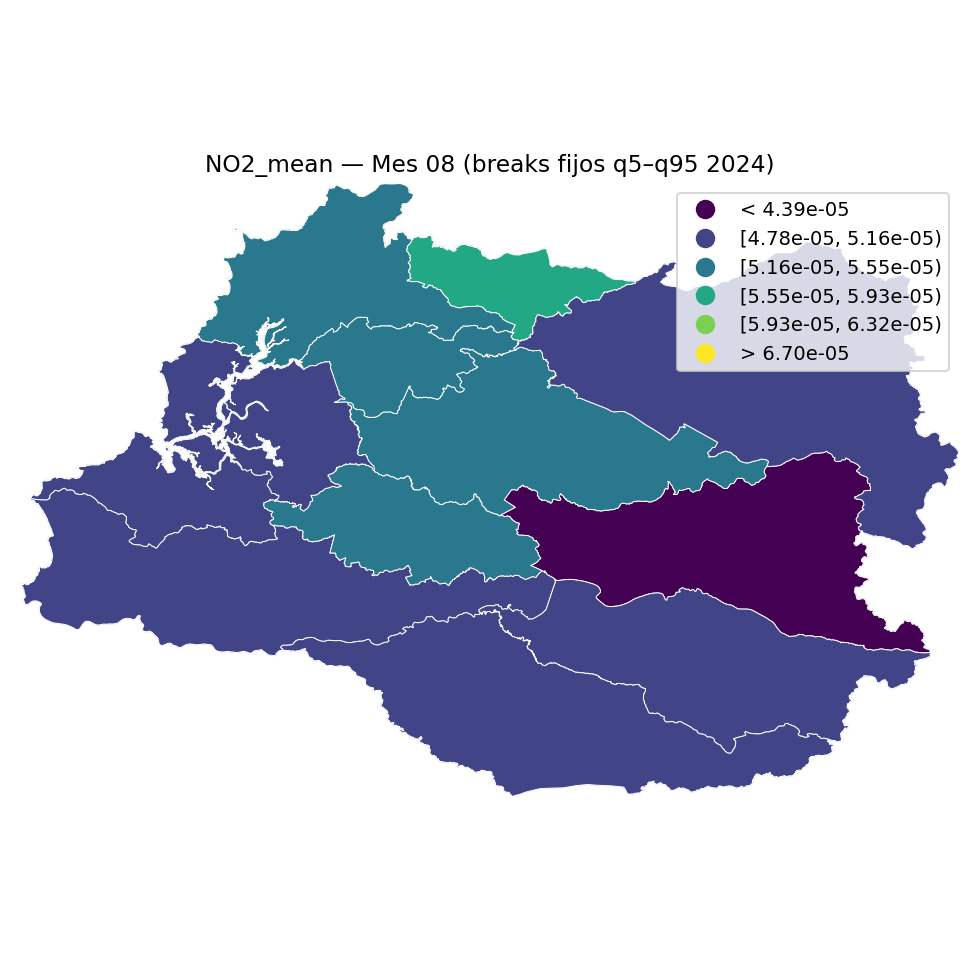 NO2_mean — Mes 08 (breaks fijos q5–q95 2024)
< 4.39e-05
[4.78e-05, 5.16e-05)
[5.16e-05, 5.55e-05)
[5.55e-05, 5.93e-05)
[5.93e-05, 6.32e-05)
> 6.70e-05